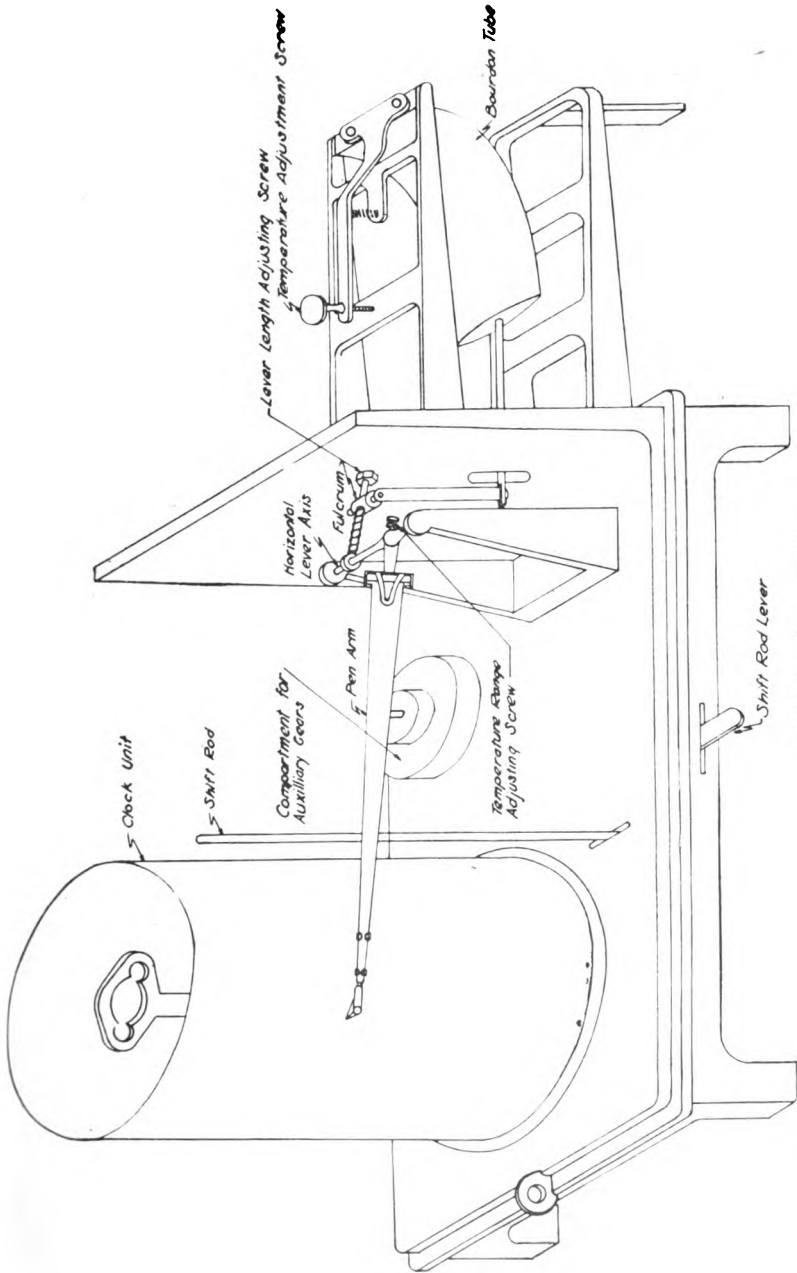 Clock Unit
Shift Rod
Compartment for
Auxilliary Gears
Pen Arm
Temperature Range
Adjusting Screw
Horizontal
Lever Axis
Fulcrum
Lever Length Adjusting Screw
Temperature Adjustment Screw
Bourdon Tube
Shift Rod Lever